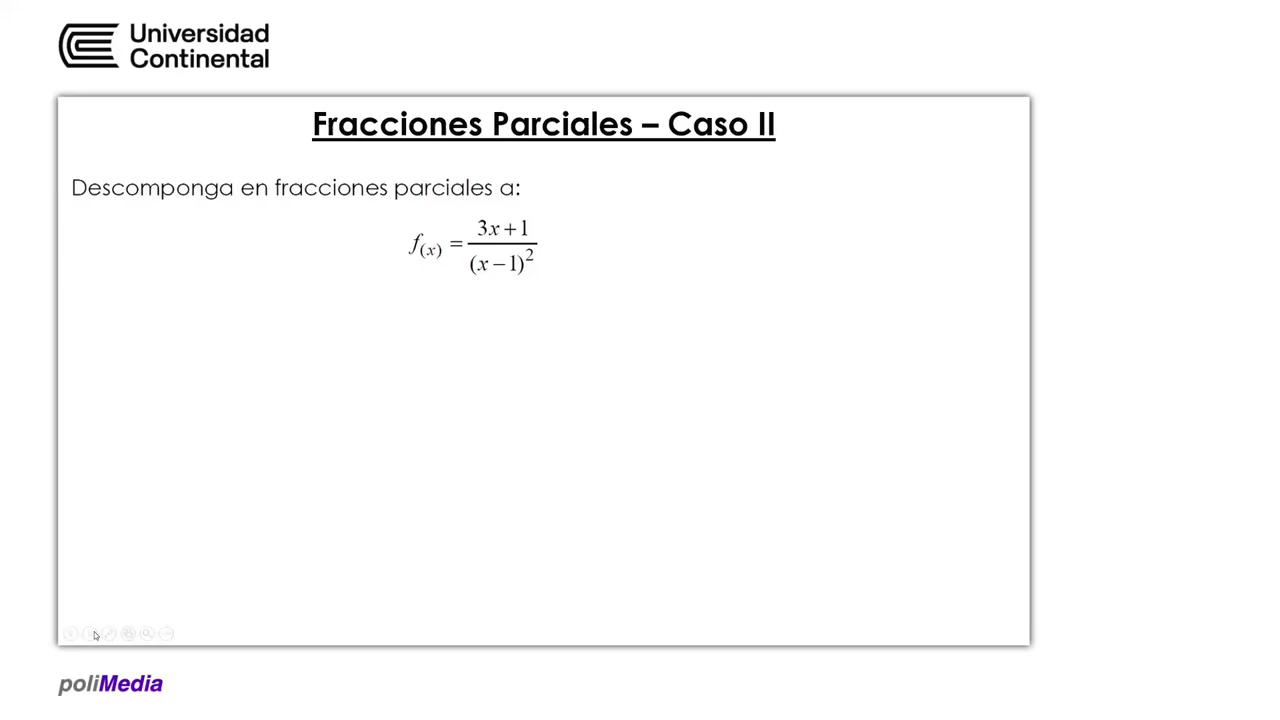 Universidad
Continental
Fracciones Parciales – Caso II
Descomponga en fracciones parciales a:
f(x) = (3x + 1) / (x − 1)²
poliMedia